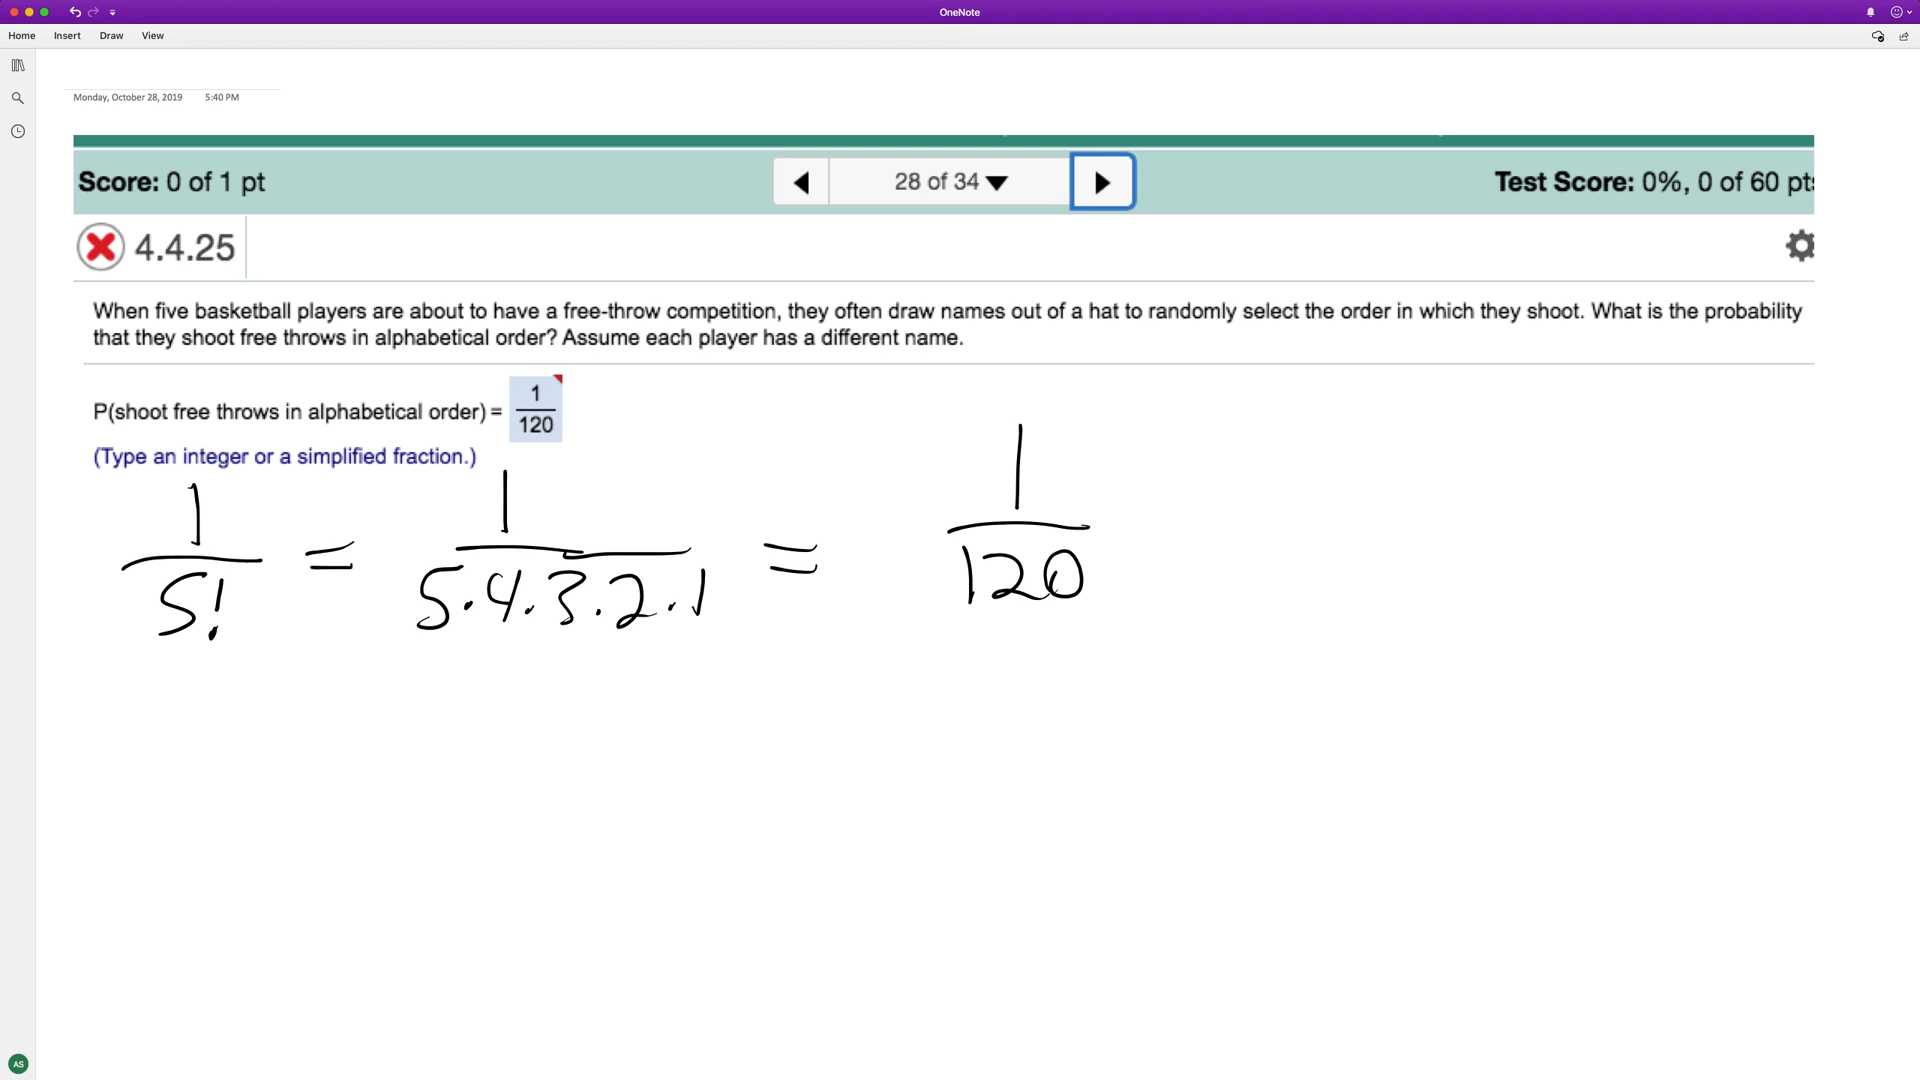 OneNote
Home Insert Draw View
Monday, October 28, 2019 5:40 PM
Score: 0 of 1 pt 28 of 34 Test Score: 0%, 0 of 60 pts
4.4.25
When five basketball players are about to have a free-throw competition, they often draw names out of a hat to randomly select the order in which they shoot. What is the probability
that they shoot free throws in alphabetical order? Assume each player has a different name.
P(shoot free throws in alphabetical order) = 1/120
(Type an integer or a simplified fraction.)
1/5! = 1/5·4·3·2·1 = 1/120
AS